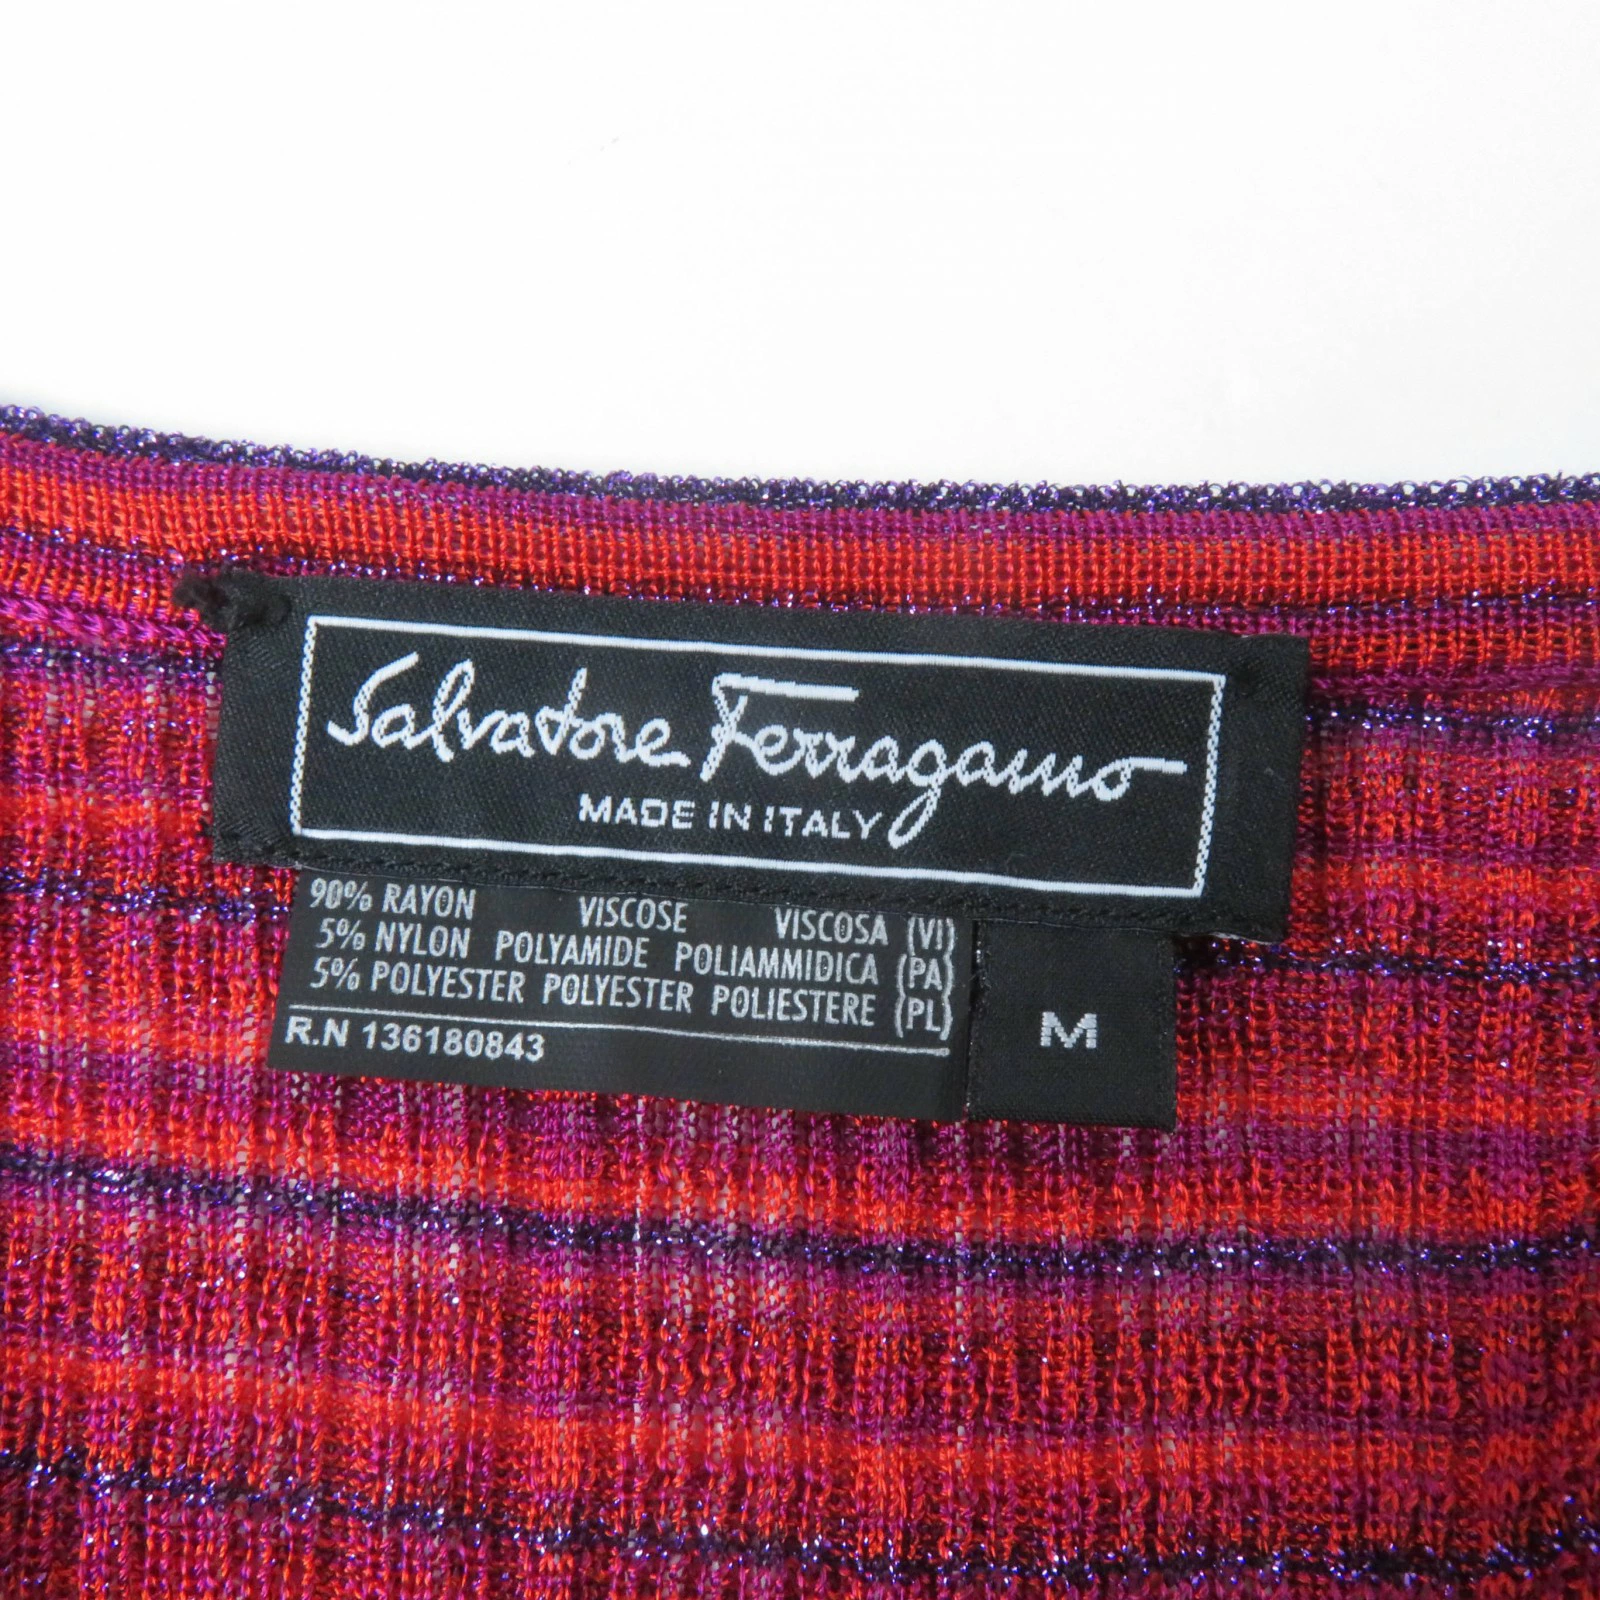 Salvatore Ferragamo
MADE IN ITALY
90% RAYON VISCOSE VISCOSA (VI)
5% NYLON POLYAMIDE POLIAMMIDICA (PA)
5% POLYESTER POLYESTER POLIESTERE (PL)
R.N 136180843
M